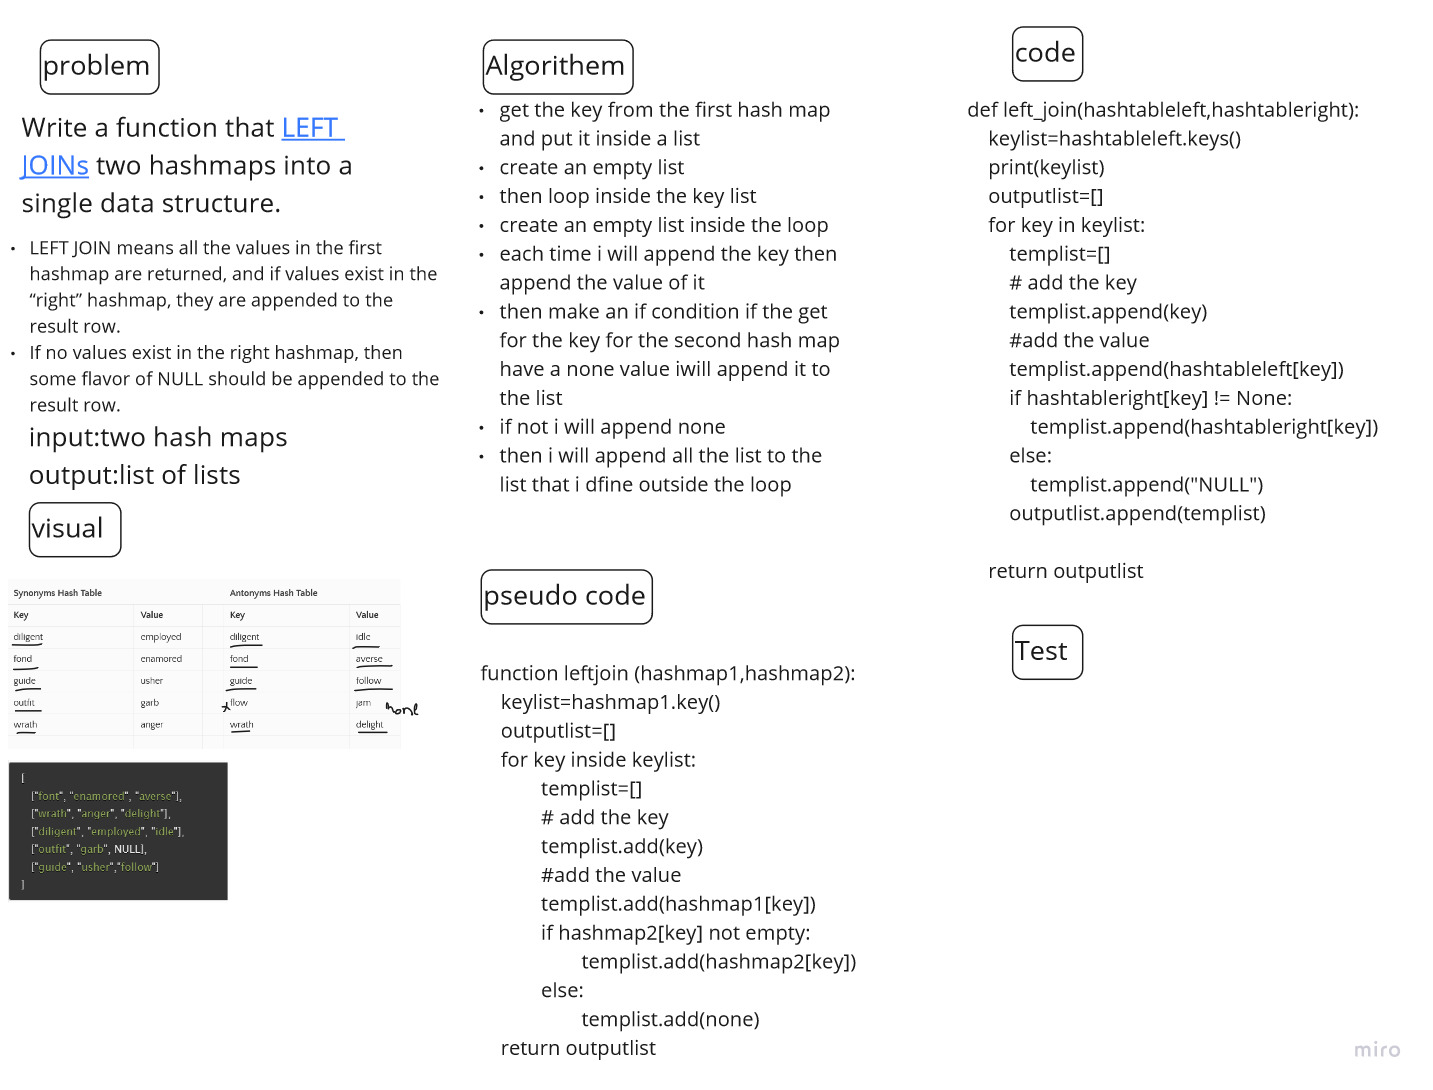 problem
Write a function that LEFT
JOINs two hashmaps into a
single data structure.
• LEFT JOIN means all the values in the first
hashmap are returned, and if values exist in the
“right” hashmap, they are appended to the
result row.
• If no values exist in the right hashmap, then
some flavor of NULL should be appended to the
result row.
input:two hash maps
output:list of lists
visual
Synonyms Hash Table Antonyms Hash Table
Key Value Key Value
diligent employed diligent idle
fond enamored fond averse
guide usher guide follow
outfit garb x flow jam none
wrath anger wrath delight
[
["font", "enamored", "averse"],
["wrath", "anger", "delight"],
["diligent", "employed", "idle"],
["outfit", "garb", NULL],
["guide", "usher","follow"]
]
Algorithem
• get the key from the first hash map
and put it inside a list
• create an empty list
• then loop inside the key list
• create an empty list inside the loop
• each time i will append the key then
append the value of it
• then make an if condition if the get
for the key for the second hash map
have a none value iwill append it to
the list
• if not i will append none
• then i will append all the list to the
list that i dfine outside the loop
pseudo code
function leftjoin (hashmap1,hashmap2):
keylist=hashmap1.key()
outputlist=[]
for key inside keylist:
templist=[]
# add the key
templist.add(key)
#add the value
templist.add(hashmap1[key])
if hashmap2[key] not empty:
templist.add(hashmap2[key])
else:
templist.add(none)
return outputlist
code
def left_join(hashtableleft,hashtableright):
keylist=hashtableleft.keys()
print(keylist)
outputlist=[]
for key in keylist:
templist=[]
# add the key
templist.append(key)
#add the value
templist.append(hashtableleft[key])
if hashtableright[key] != None:
templist.append(hashtableright[key])
else:
templist.append("NULL")
outputlist.append(templist)
return outputlist
Test
miro